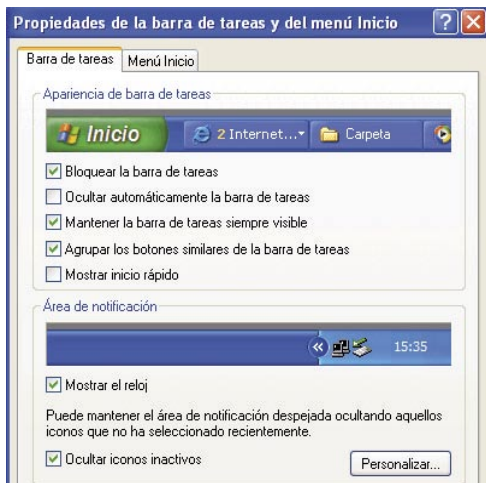 Propiedades de la barra de tareas y del menú Inicio
Barra de tareas Menú Inicio
Apariencia de barra de tareas
Inicio 2 Internet... Carpeta
Bloquear la barra de tareas
Ocultar automáticamente la barra de tareas
Mantener la barra de tareas siempre visible
Agrupar los botones similares de la barra de tareas
Mostrar inicio rápido
Área de notificación
15:35
Mostrar el reloj
Puede mantener el área de notificación despejada ocultando aquellos
iconos que no ha seleccionado recientemente.
Ocultar iconos inactivos Personalizar...